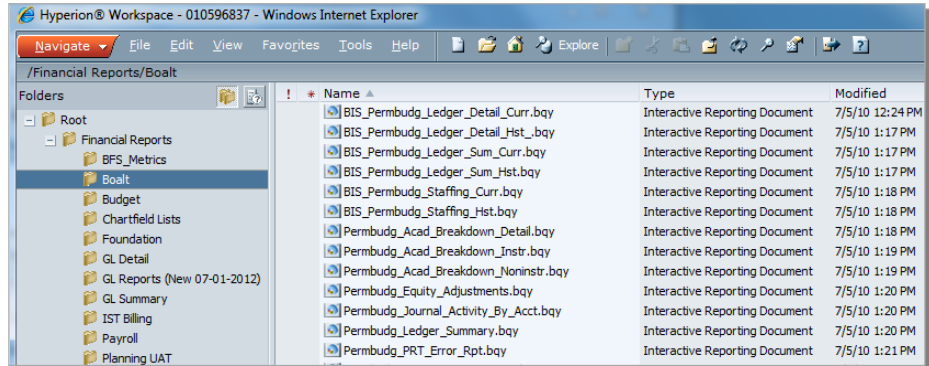 Hyperion® Workspace - 010596837 - Windows Internet Explorer
Navigate File Edit View Favorites Tools Help Explore
/Financial Reports/Boalt
Folders
Root
Financial Reports
BFS_Metrics
Boalt
Budget
Chartfield Lists
Foundation
GL Detail
GL Reports (New 07-01-2012)
GL Summary
IST Billing
Payroll
Planning UAT
! * Name Type Modified
BIS_Permbudg_Ledger_Detail_Curr.bqy Interactive Reporting Document 7/5/10 12:24 PM
BIS_Permbudg_Ledger_Detail_Hst_.bqy Interactive Reporting Document 7/5/10 1:17 PM
BIS_Permbudg_Ledger_Sum_Curr.bqy Interactive Reporting Document 7/5/10 1:17 PM
BIS_Permbudg_Ledger_Sum_Hst.bqy Interactive Reporting Document 7/5/10 1:17 PM
BIS_Permbudg_Staffing_Curr.bqy Interactive Reporting Document 7/5/10 1:18 PM
BIS_Permbudg_Staffing_Hst.bqy Interactive Reporting Document 7/5/10 1:18 PM
Permbudg_Acad_Breakdown_Detail.bqy Interactive Reporting Document 7/5/10 1:18 PM
Permbudg_Acad_Breakdown_Instr.bqy Interactive Reporting Document 7/5/10 1:19 PM
Permbudg_Acad_Breakdown_Noninstr.bqy Interactive Reporting Document 7/5/10 1:19 PM
Permbudg_Equity_Adjustments.bqy Interactive Reporting Document 7/5/10 1:20 PM
Permbudg_Journal_Activity_By_Acct.bqy Interactive Reporting Document 7/5/10 1:20 PM
Permbudg_Ledger_Summary.bqy Interactive Reporting Document 7/5/10 1:20 PM
Permbudg_PRT_Error_Rpt.bqy Interactive Reporting Document 7/5/10 1:21 PM